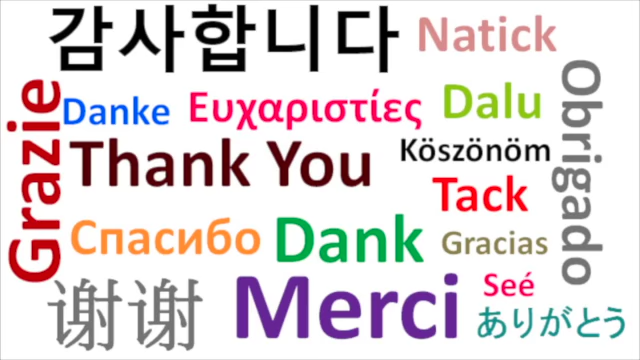 감사합니다
Natick
Grazie
Danke
Ευχαριστίες
Dalu
Obrigado
Thank You
Köszönöm
Tack
Спасибо
Dank
Gracias
谢谢
Merci
Seé
ありがとう